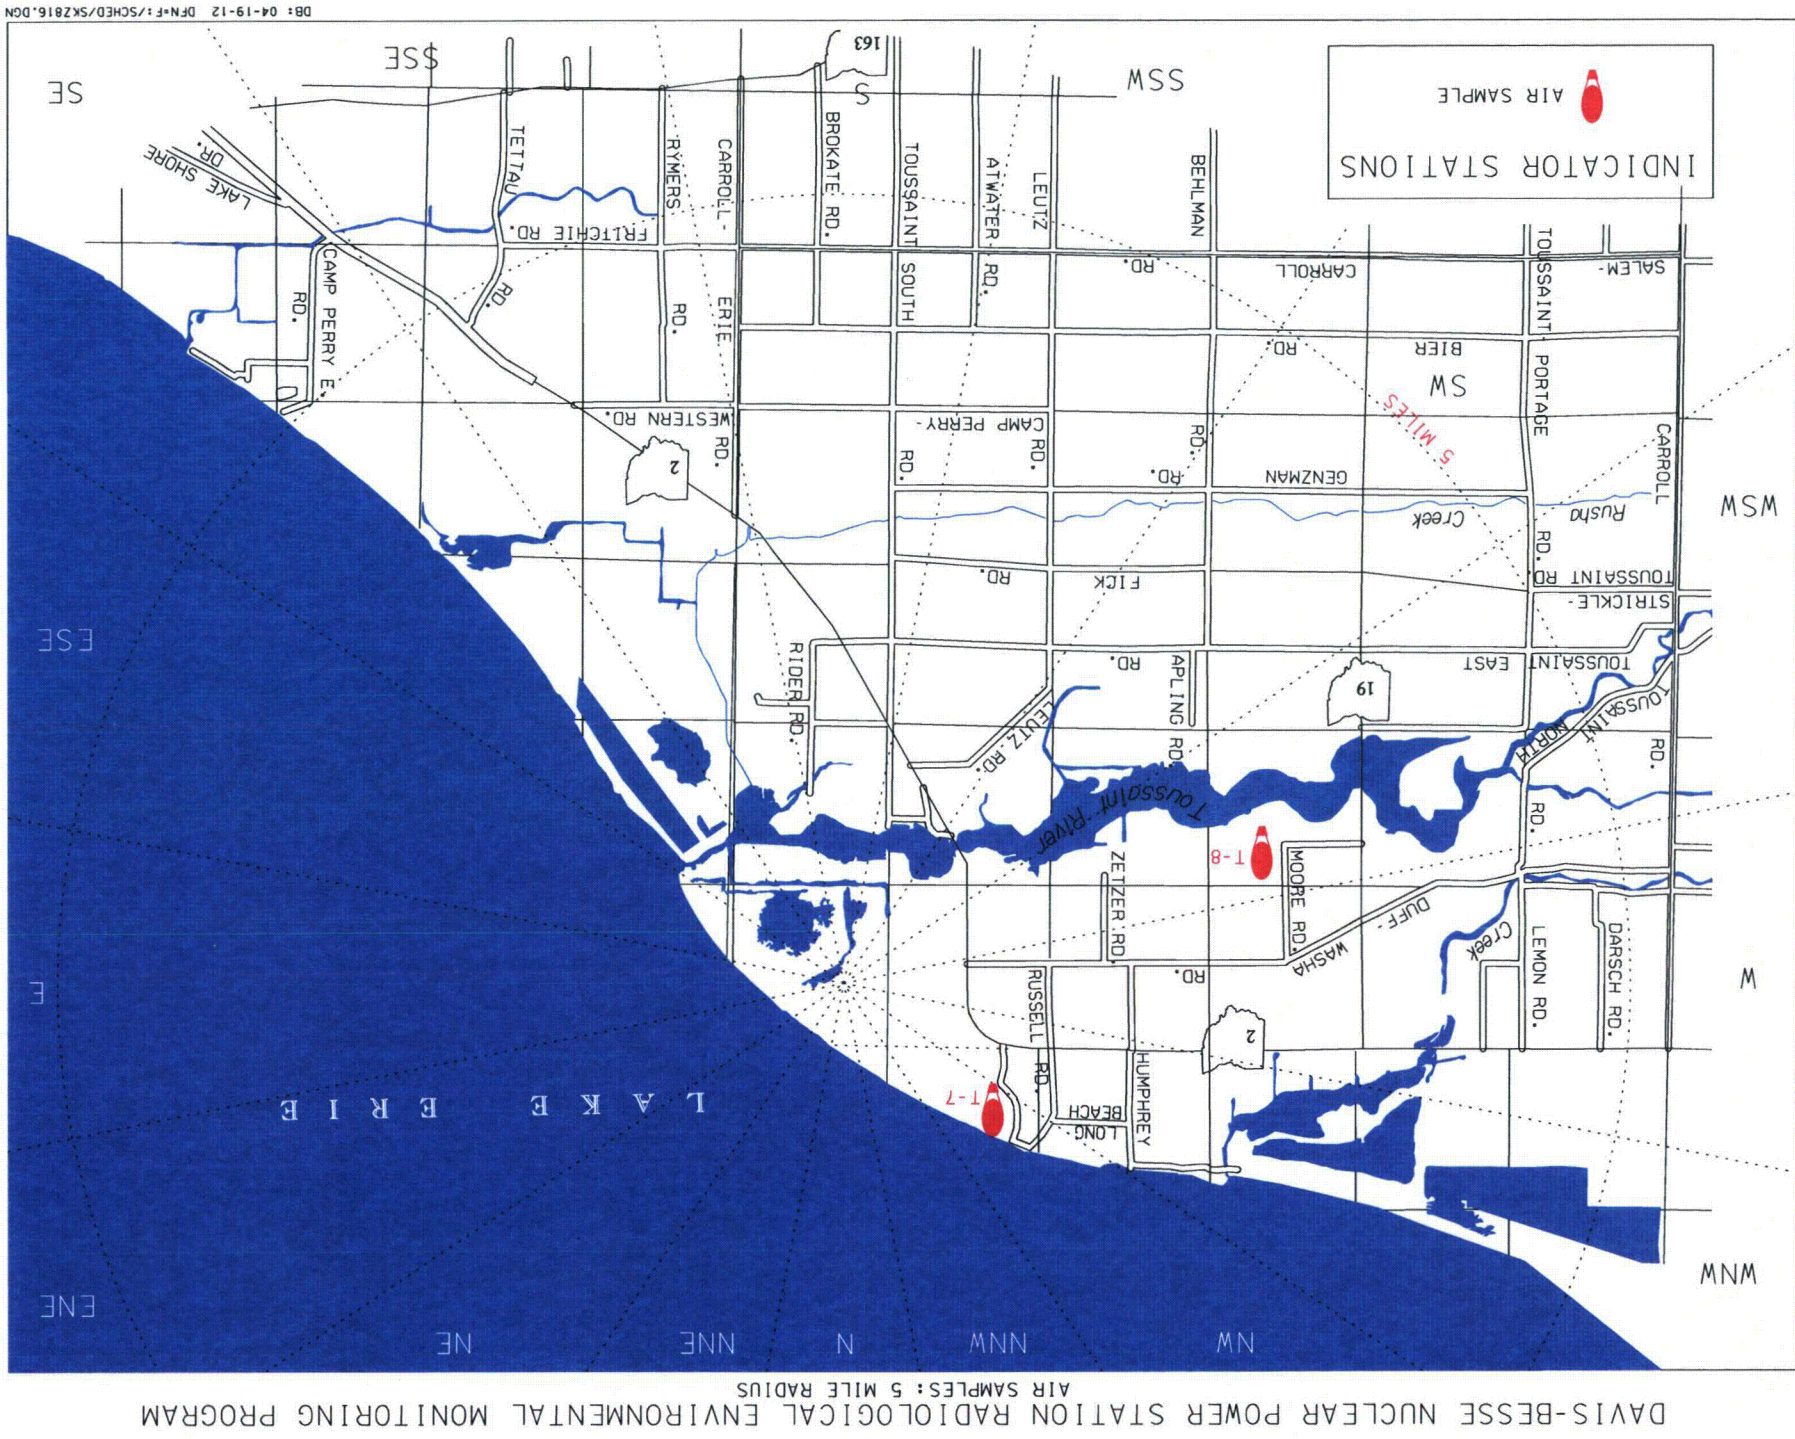 DAVIS-BESSE NUCLEAR POWER STATION RADIOLOGICAL ENVIRONMENTAL MONITORING PROGRAM
AIR SAMPLES: 5 MILE RADIUS
NW
NNW
N
NNE
NE
ENE
WNW
LAKE ERIE
T-7
LONG
BEACH
HUMPHREY
RUSSELL
RD.
2
W
E
DARSCH RD.
LEMON RD.
Creek
WASHA
DUFF-
RD.
MOORE RD.
ZETZER RD.
T-8
Toussaint River
RD.
RD.
TOUSSAINT
NORTH
APLING RD.
LEUTZ RD.
RIDER RD.
19
TOUSSAINT EAST
RD.
ESE
STRICKLE-
TOUSSAINT RD
FICK
RD.
RD.
Rusha
Creek
WSW
CARROLL
GENZMAN
RD.
RD.
RD.
RD.
RD.
2
5 MILES
CAMP PERRY-
WESTERN RD.
SW
PORTAGE
BIER
RD.
ERIE
RD.
CAMP PERRY E.
RD.
SALEM-
CARROLL
RD.
TOUSSAINT
SOUTH
RD.
RD.
FRITCHIE RD.
BEHLMAN
LEUTZ
ATWATER
TOUSSAINT
BROKATE RD.
CARROLL-
RYMERS
TETTAU
LAKE SHORE
DR.
INDICATOR STATIONS
AIR SAMPLE
SSW
S
163
SSE
SE
DB: 04-19-12 DFN=F:/SCHED/SKZ816.DGN